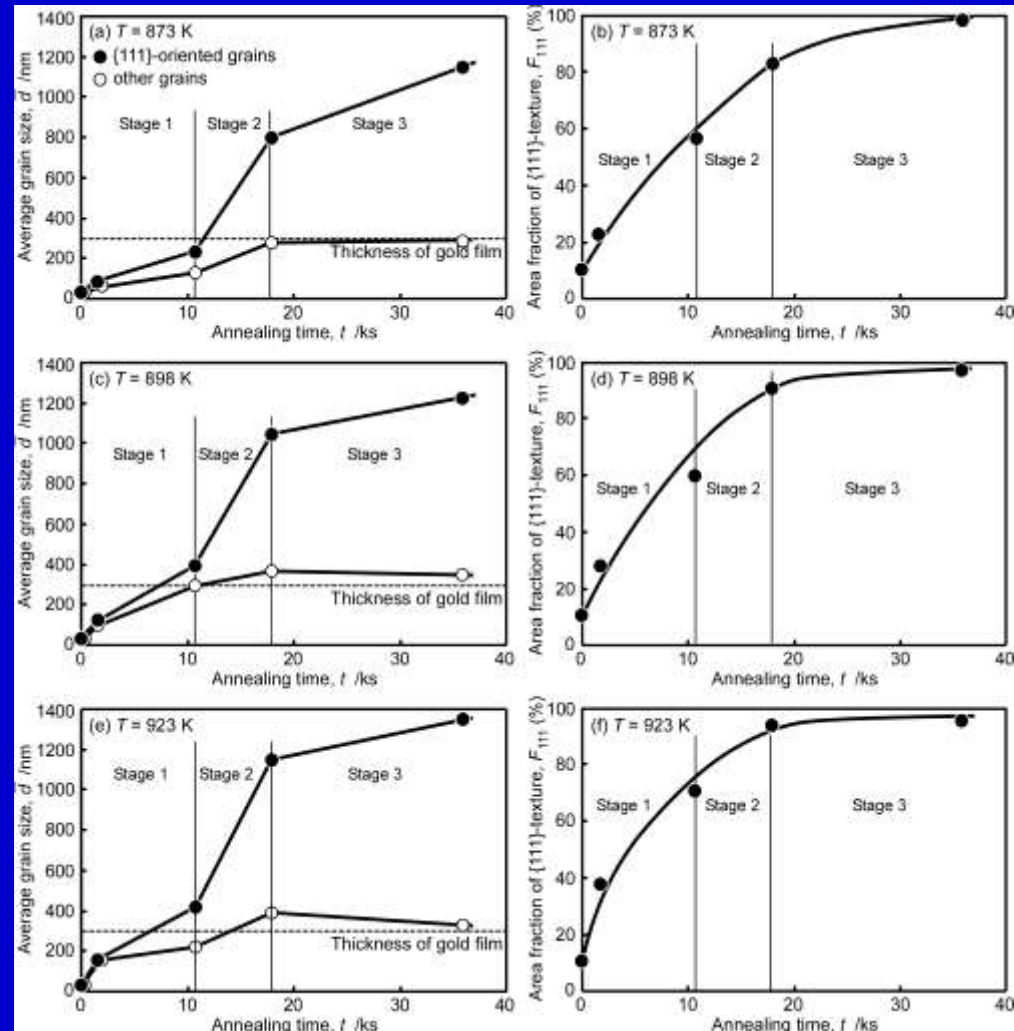 (a) T = 873 K
{111}-oriented grains
other grains
Stage 1 Stage 2 Stage 3
Thickness of gold film
Average grain size, d̄ /nm
0 200 400 600 800 1000 1200 1400
0 10 20 30 40
Annealing time, t /ks
(b) T = 873 K
Stage 1 Stage 2 Stage 3
Area fraction of {111}-texture, F111 (%)
0 20 40 60 80 100
0 10 20 30 40
Annealing time, t /ks
(c) T = 898 K
Stage 1 Stage 2 Stage 3
Thickness of gold film
Average grain size, d̄ /nm
0 200 400 600 800 1000 1200 1400
0 10 20 30 40
Annealing time, t /ks
(d) T = 898 K
Stage 1 Stage 2 Stage 3
Area fraction of {111}-texture, F111 (%)
0 20 40 60 80 100
0 10 20 30 40
Annealing time, t /ks
(e) T = 923 K
Stage 1 Stage 2 Stage 3
Thickness of gold film
Average grain size, d̄ /nm
0 200 400 600 800 1000 1200 1400
0 10 20 30 40
Annealing time, t /ks
(f) T = 923 K
Stage 1 Stage 2 Stage 3
Area fraction of {111}-texture, F111 (%)
0 20 40 60 80 100
0 10 20 30 40
Annealing time, t /ks